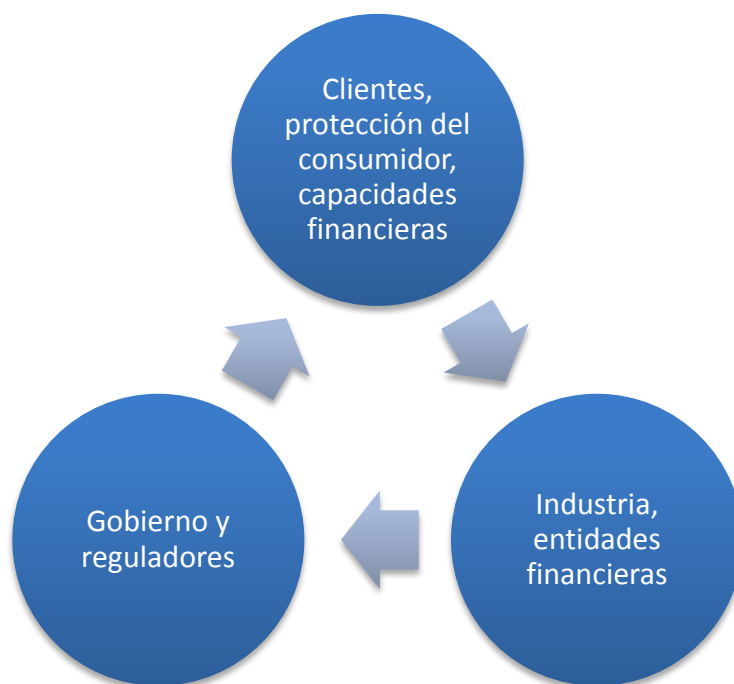 Clientes,
protección del
consumidor,
capacidades
financieras
Gobierno y
reguladores
Industria,
entidades
financieras